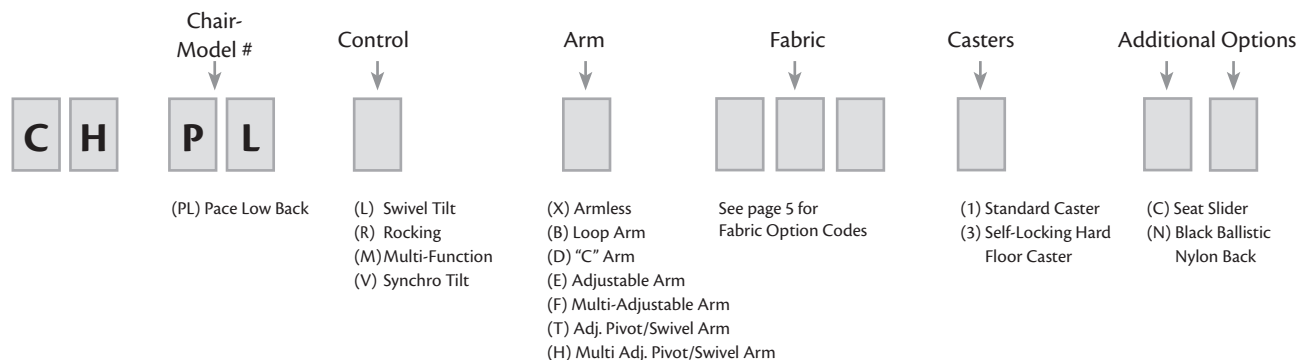 Chair-
Model #
Control
Arm
Fabric
Casters
Additional Options
C H P L
(PL) Pace Low Back
(L) Swivel Tilt
(R) Rocking
(M) Multi-Function
(V) Synchro Tilt
(X) Armless
(B) Loop Arm
(D) “C” Arm
(E) Adjustable Arm
(F) Multi-Adjustable Arm
(T) Adj. Pivot/Swivel Arm
(H) Multi Adj. Pivot/Swivel Arm
See page 5 for
Fabric Option Codes
(1) Standard Caster
(3) Self-Locking Hard
Floor Caster
(C) Seat Slider
(N) Black Ballistic
Nylon Back